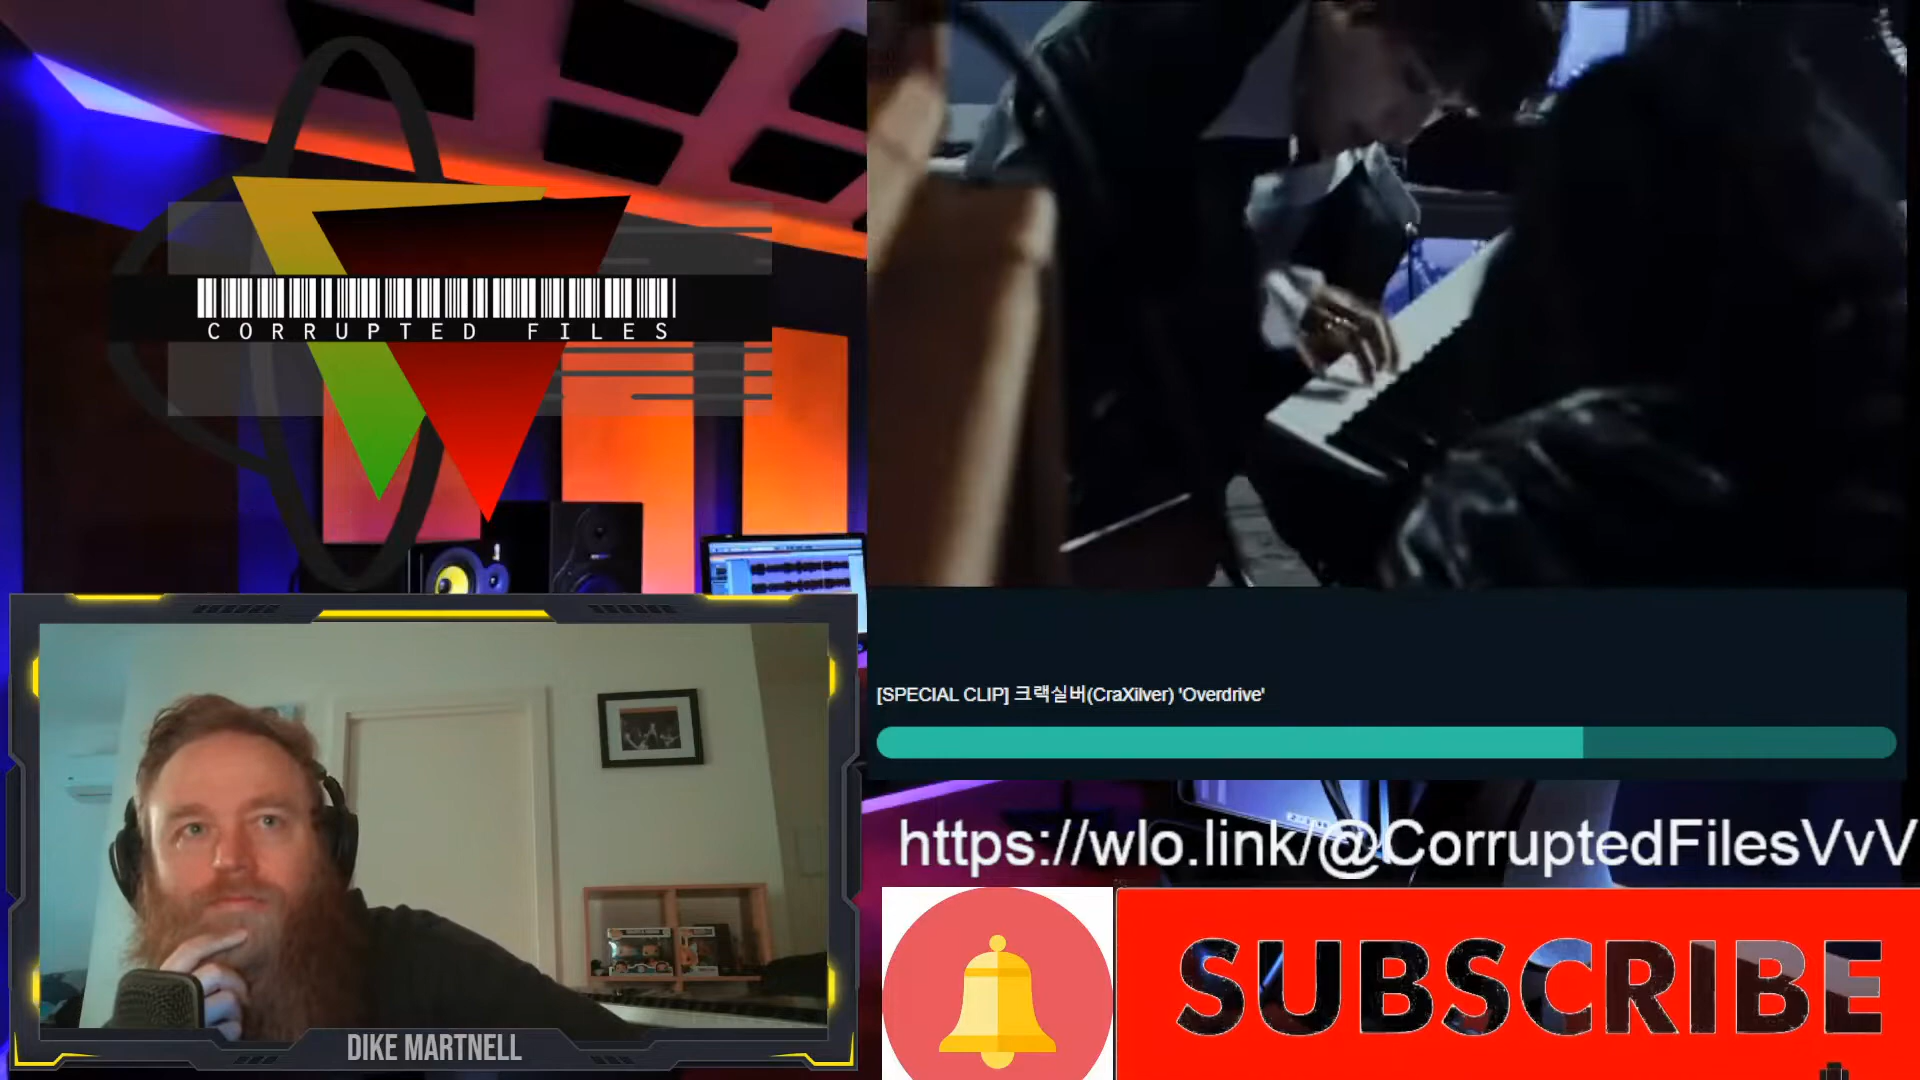 CORRUPTED FILES
[SPECIAL CLIP] 크랙실버(CraXilver) 'Overdrive'
https://wlo.link/@CorruptedFilesVvV
SUBSCRIBE
DIKE MARTNELL